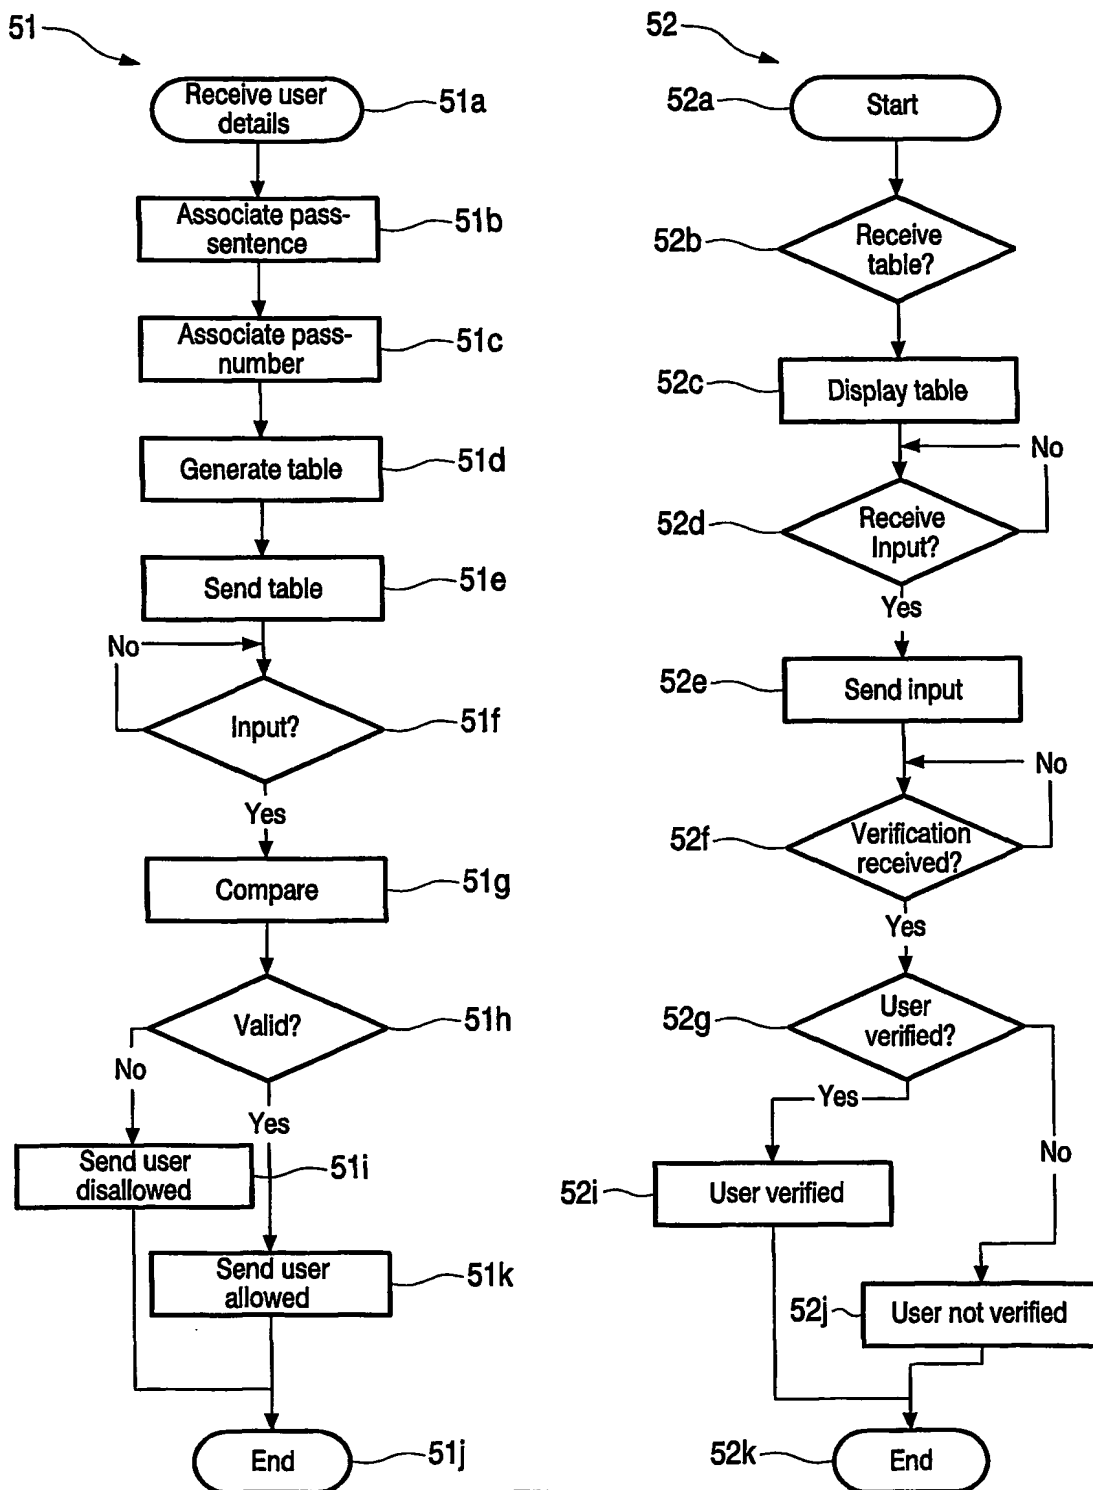 51
Receive user
details
51a
Associate pass-
sentence
51b
Associate pass-
number
51c
Generate table
51d
Send table
51e
No
Input?
51f
Yes
Compare
51g
Valid?
51h
No
Yes
Send user
disallowed
51i
Send user
allowed
51k
End
51j
52
52a
Start
52b
Receive
table?
52c
Display table
No
52d
Receive
Input?
Yes
52e
Send input
No
52f
Verification
received?
Yes
52g
User
verified?
Yes
No
52i
User verified
52j
User not verified
52k
End